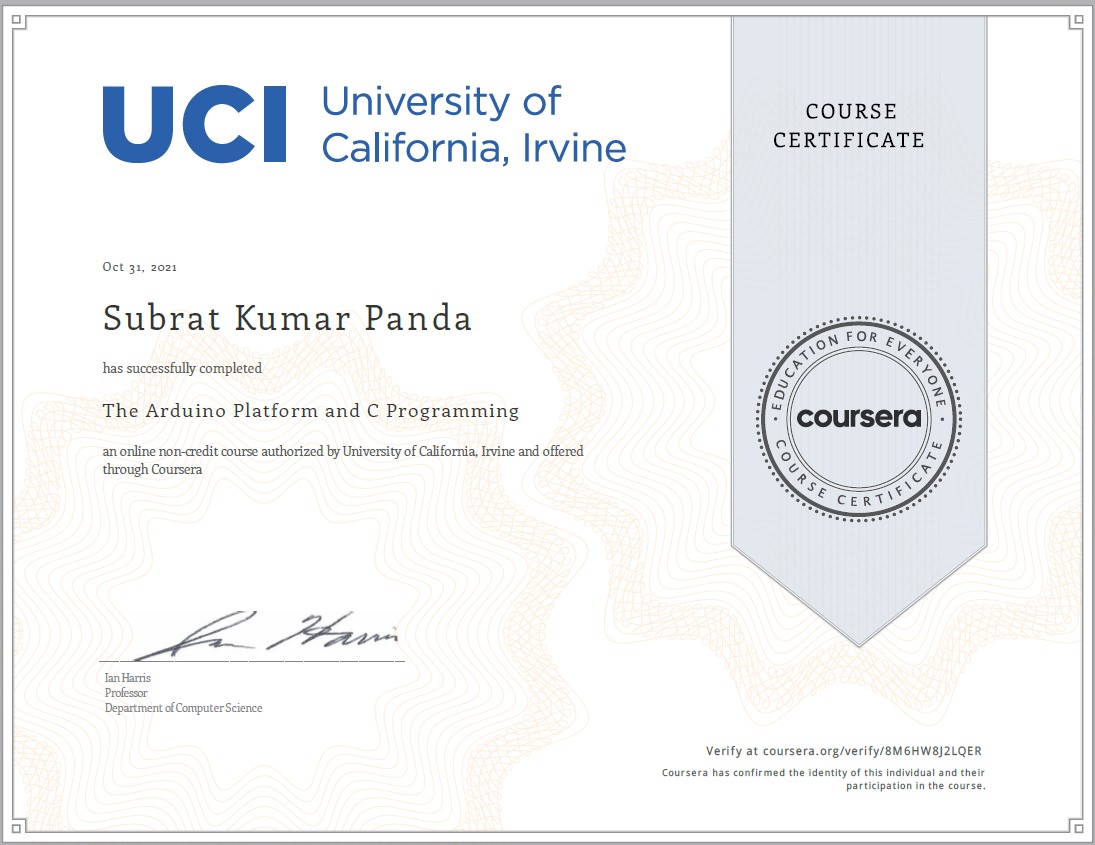 UCI
University of
California, Irvine
COURSE
CERTIFICATE
Oct 31, 2021
Subrat Kumar Panda
has successfully completed
The Arduino Platform and C Programming
an online non-credit course authorized by University of California, Irvine and offered
through Coursera
EDUCATION FOR EVERYONE
coursera
COURSE CERTIFICATE
Ian Harris
Ian Harris
Professor
Department of Computer Science
Verify at coursera.org/verify/8M6HW8J2LQER
Coursera has confirmed the identity of this individual and their
participation in the course.